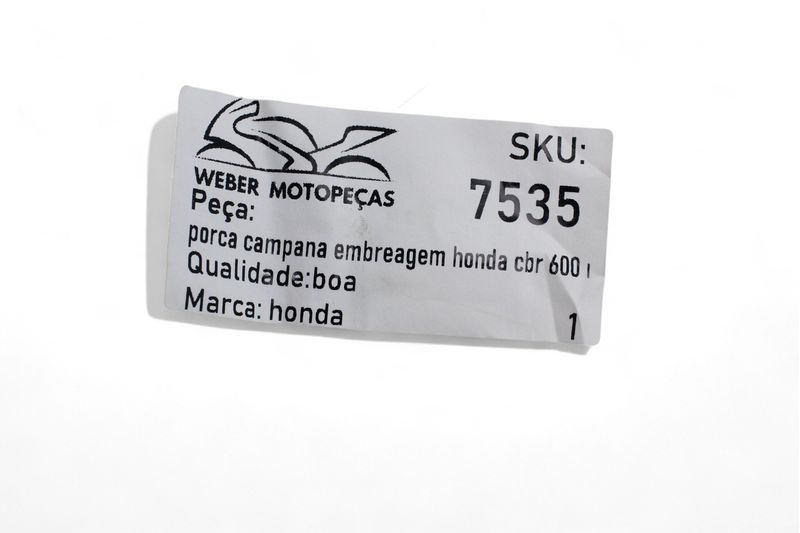 WEBER MOTOPEÇAS
SKU:
7535
Peça:
porca campana embreagem honda cbr 600
Qualidade:boa
Marca: honda
1